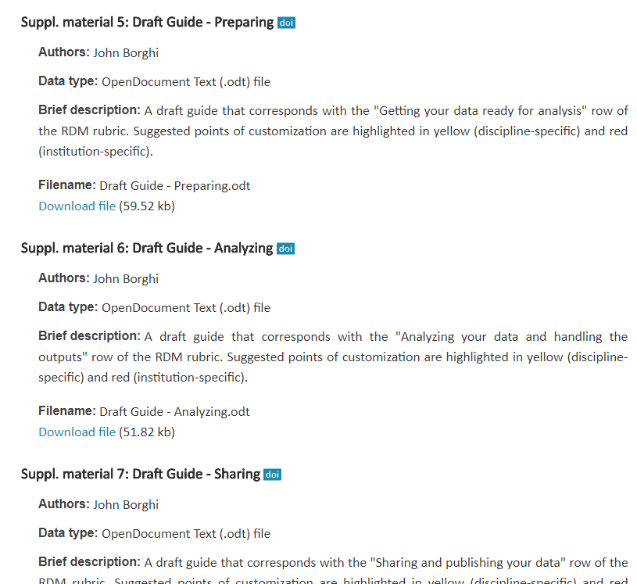 Suppl. material 5: Draft Guide - Preparing doi
Authors: John Borghi
Data type: OpenDocument Text (.odt) file
Brief description: A draft guide that corresponds with the "Getting your data ready for analysis" row of
the RDM rubric. Suggested points of customization are highlighted in yellow (discipline-specific) and red
(institution-specific).
Filename: Draft Guide - Preparing.odt
Download file (59.52 kb)
Suppl. material 6: Draft Guide - Analyzing doi
Authors: John Borghi
Data type: OpenDocument Text (.odt) file
Brief description: A draft guide that corresponds with the "Analyzing your data and handling the
outputs" row of the RDM rubric. Suggested points of customization are highlighted in yellow (discipline-
specific) and red (institution-specific).
Filename: Draft Guide - Analyzing.odt
Download file (51.82 kb)
Suppl. material 7: Draft Guide - Sharing doi
Authors: John Borghi
Data type: OpenDocument Text (.odt) file
Brief description: A draft guide that corresponds with the "Sharing and publishing your data" row of the
RDM rubric. Suggested points of customization are highlighted in yellow (discipline-specific) and red